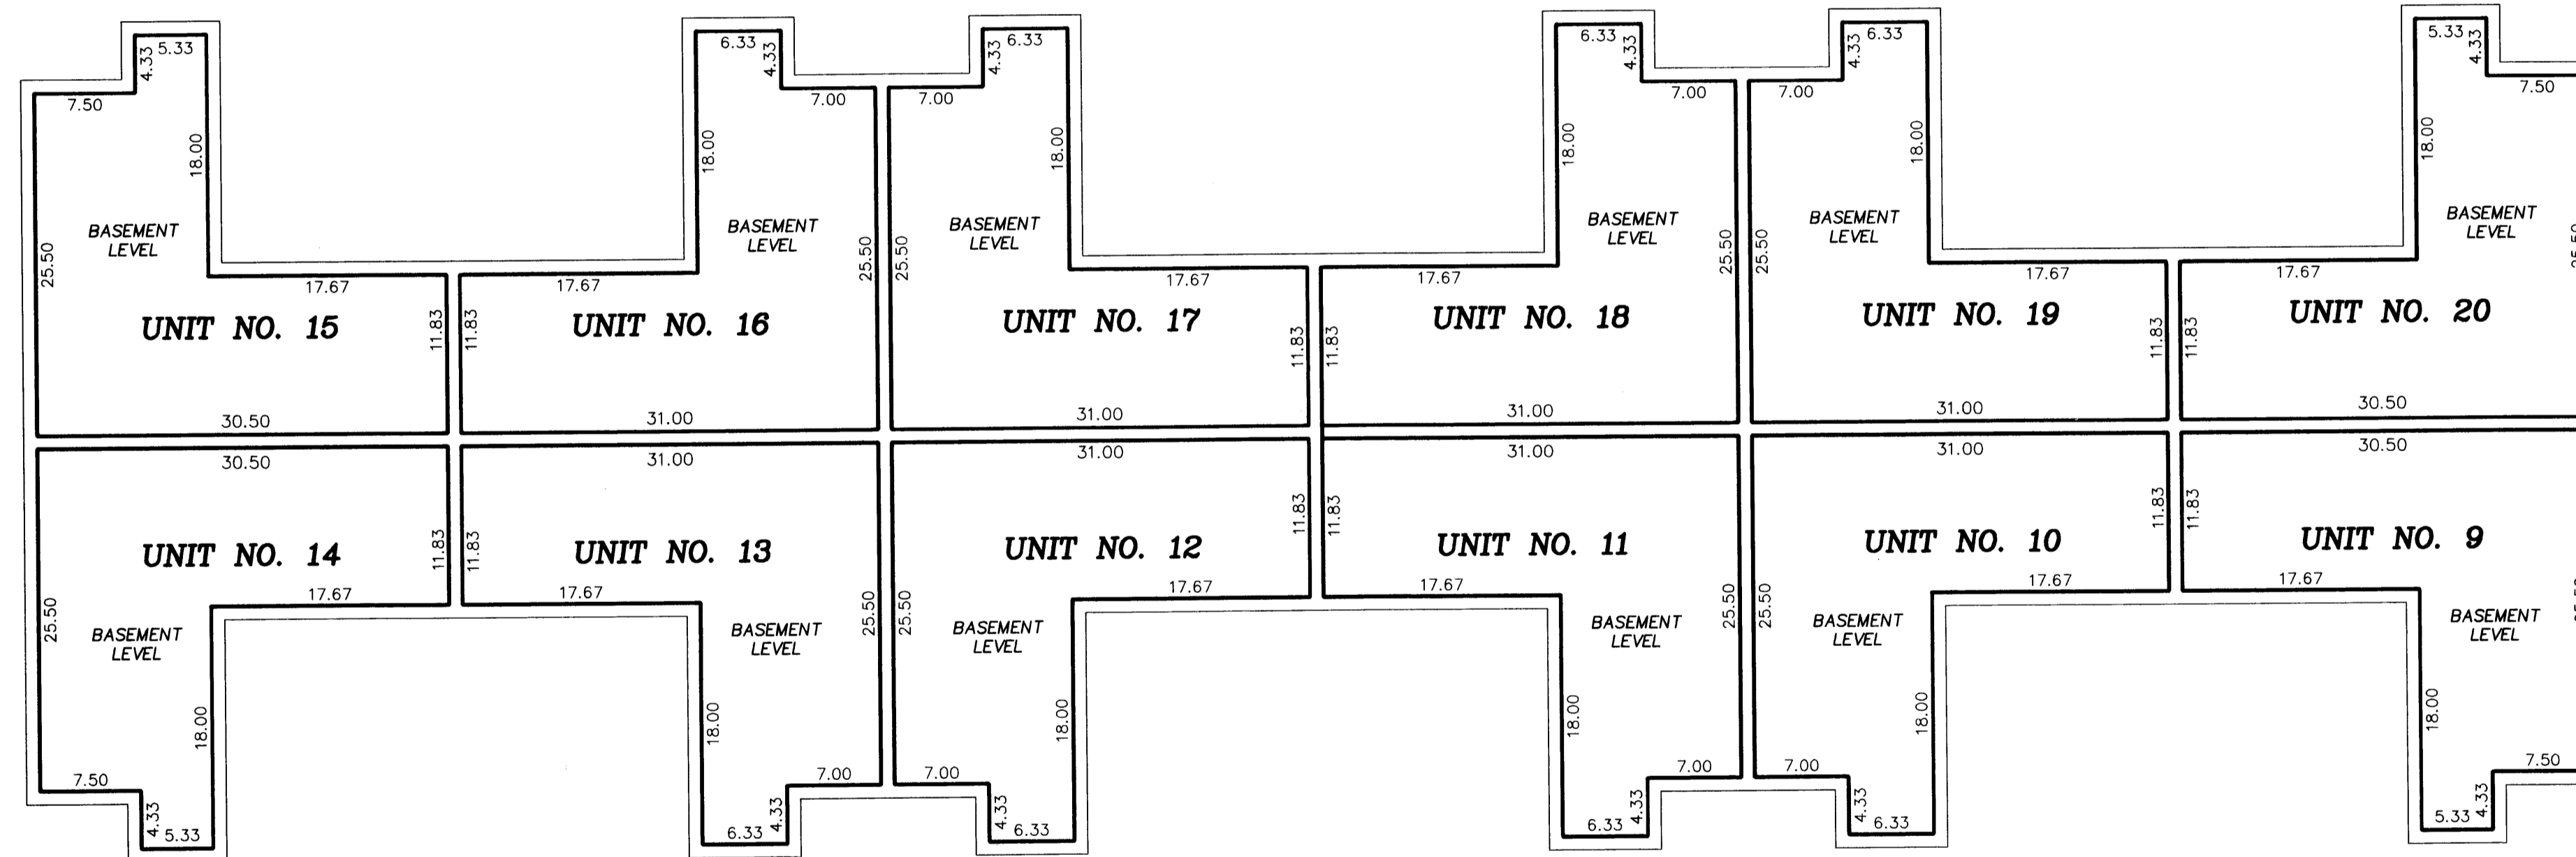 5.33
4.33
7.50
18.00
BASEMENT
LEVEL
25.50
17.67
UNIT NO. 15
11.83
30.50
6.33
4.33
7.00
18.00
BASEMENT
LEVEL
25.50
17.67
UNIT NO. 16
11.83
31.00
6.33
4.33
7.00
18.00
BASEMENT
LEVEL
25.50
17.67
UNIT NO. 17
11.83
31.00
6.33
4.33
7.00
18.00
BASEMENT
LEVEL
25.50
17.67
UNIT NO. 18
11.83
31.00
6.33
4.33
7.00
18.00
BASEMENT
LEVEL
25.50
17.67
UNIT NO. 19
11.83
31.00
5.33
4.33
7.50
18.00
BASEMENT
LEVEL
17.67
UNIT NO. 20
11.83
30.50
30.50
UNIT NO. 14
11.83
17.67
25.50
BASEMENT
LEVEL
18.00
7.50
4.33
5.33
31.00
11.83
UNIT NO. 13
17.67
25.50
BASEMENT
LEVEL
18.00
7.00
4.33
6.33
31.00
UNIT NO. 12
11.83
17.67
25.50
BASEMENT
LEVEL
18.00
7.00
4.33
6.33
31.00
11.83
UNIT NO. 11
17.67
25.50
BASEMENT
LEVEL
18.00
7.00
4.33
6.33
31.00
UNIT NO. 10
11.83
17.67
25.50
BASEMENT
LEVEL
18.00
7.00
4.33
6.33
30.50
11.83
UNIT NO. 9
17.67
BASEMENT
LEVEL
18.00
7.50
4.33
5.33